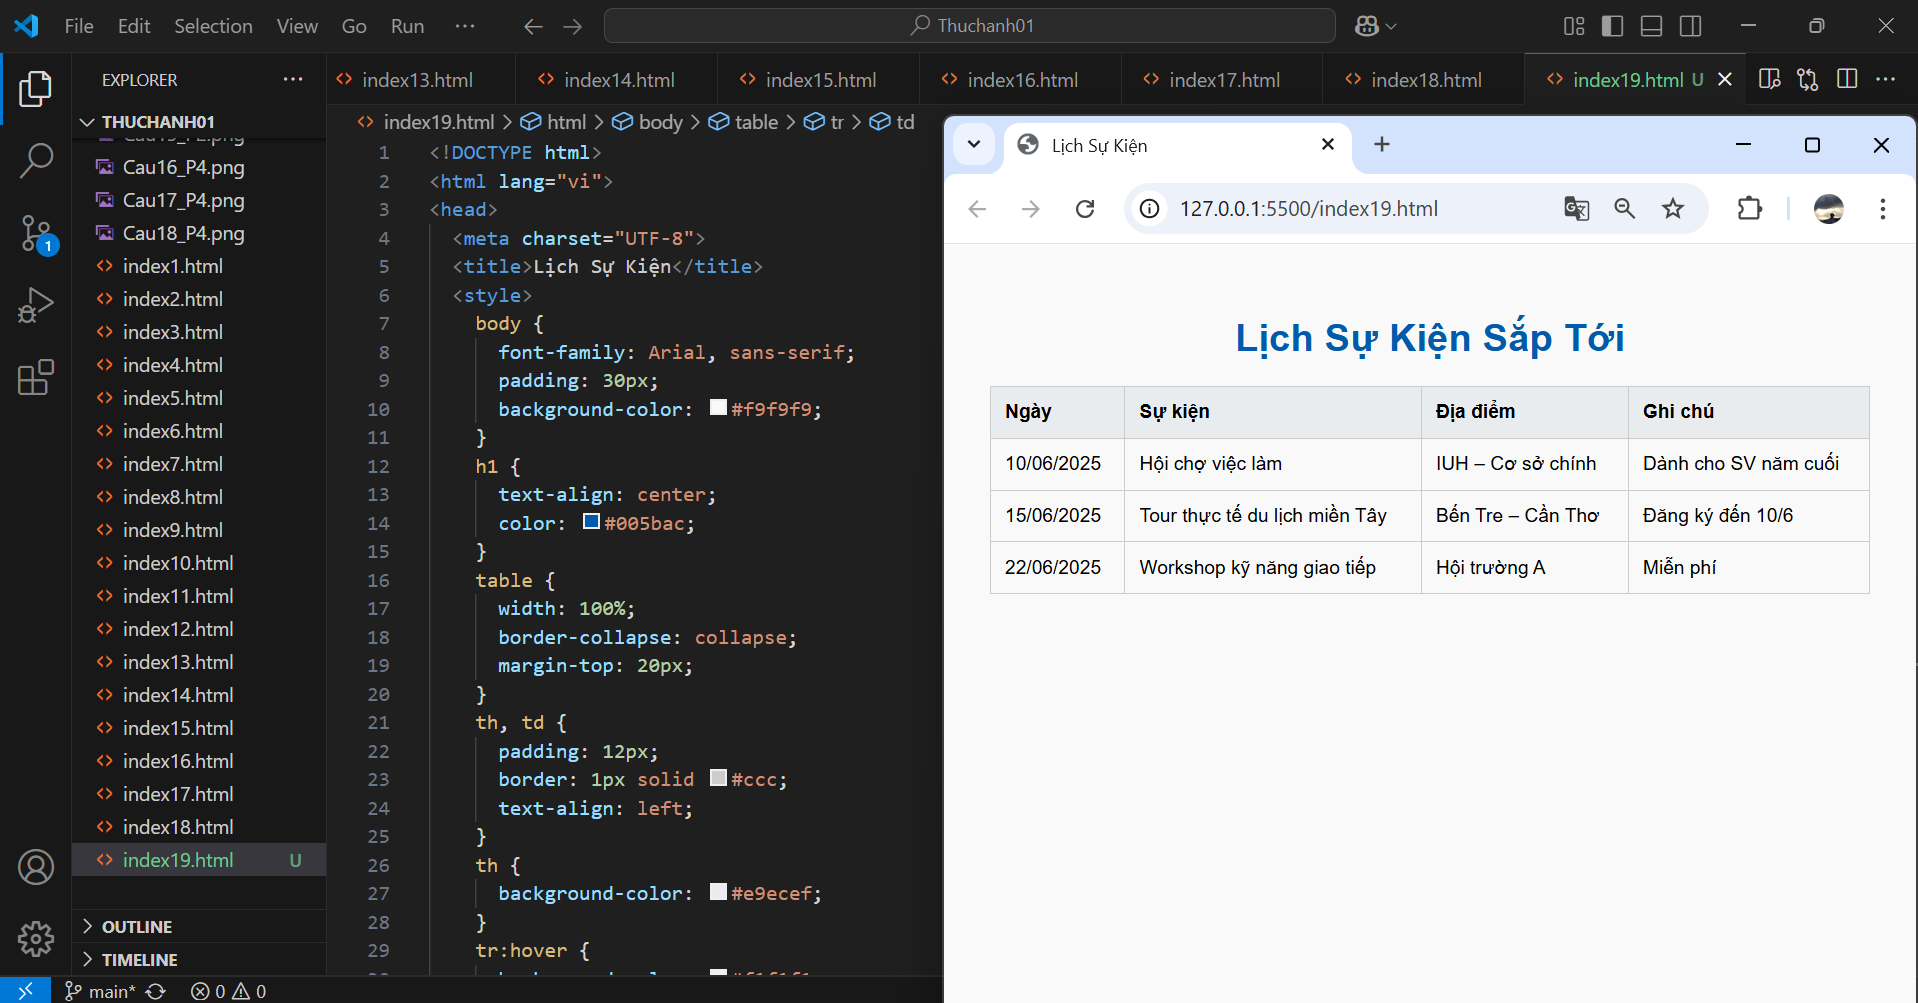 File Edit Selection View Go Run ··· Thuchanh01
EXPLORER ···
THUCHANH01
Cau15_P4.png
Cau16_P4.png
Cau17_P4.png
Cau18_P4.png
index1.html
index2.html
index3.html
index4.html
index5.html
index6.html
index7.html
index8.html
index9.html
index10.html
index11.html
index12.html
index13.html
index14.html
index15.html
index16.html
index17.html
index18.html
index19.html U
OUTLINE
TIMELINE
1
index13.html index14.html index15.html index16.html index17.html index18.html index19.html U
index19.html > html > body > table > tr > td
1 <!DOCTYPE html>
2 <html lang="vi">
3 <head>
4 <meta charset="UTF-8">
5 <title>Lịch Sự Kiện</title>
6 <style>
7 body {
8 font-family: Arial, sans-serif;
9 padding: 30px;
10 background-color: #f9f9f9;
11 }
12 h1 {
13 text-align: center;
14 color: #005bac;
15 }
16 table {
17 width: 100%;
18 border-collapse: collapse;
19 margin-top: 20px;
20 }
21 th, td {
22 padding: 12px;
23 border: 1px solid #ccc;
24 text-align: left;
25 }
26 th {
27 background-color: #e9ecef;
28 }
29 tr:hover {
Lịch Sự Kiện
127.0.0.1:5500/index19.html
Lịch Sự Kiện Sắp Tới
Ngày Sự kiện Địa điểm Ghi chú
10/06/2025 Hội chợ việc làm IUH – Cơ sở chính Dành cho SV năm cuối
15/06/2025 Tour thực tế du lịch miền Tây Bến Tre – Cần Thơ Đăng ký đến 10/6
22/06/2025 Workshop kỹ năng giao tiếp Hội trường A Miễn phí
main* 0 0